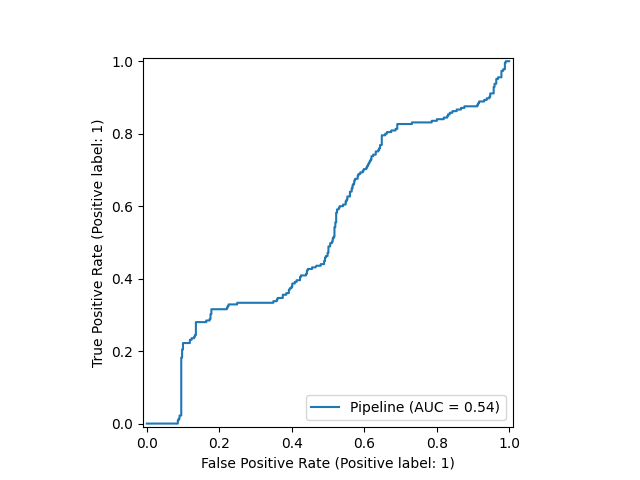 1.0
0.8
0.6
0.4
0.2
0.0
True Positive Rate (Positive label: 1)
Pipeline (AUC = 0.54)
0.0 0.2 0.4 0.6 0.8 1.0
False Positive Rate (Positive label: 1)